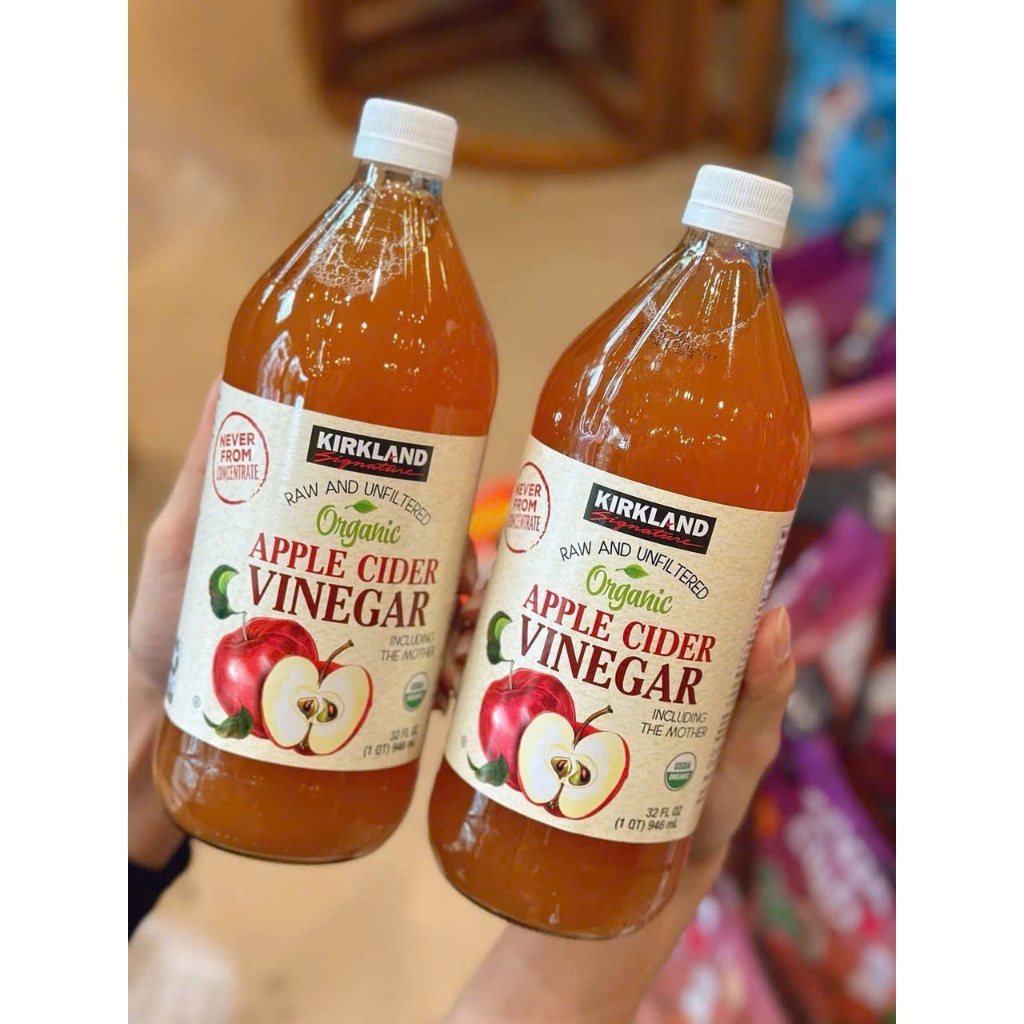 NEVER
FROM
CONCENTRATE
KIRKLAND
Signature
RAW AND UNFILTERED
Organic
APPLE CIDER
VINEGAR
INCLUDING
THE MOTHER
USDA
ORGANIC
32 FL OZ
(1 QT) 946 mL
NEVER
FROM
CONCENTRATE
KIRKLAND
Signature
RAW AND UNFILTERED
Organic
APPLE CIDER
VINEGAR
INCLUDING
THE MOTHER
USDA
ORGANIC
32 FL OZ
(1 QT) 946 mL